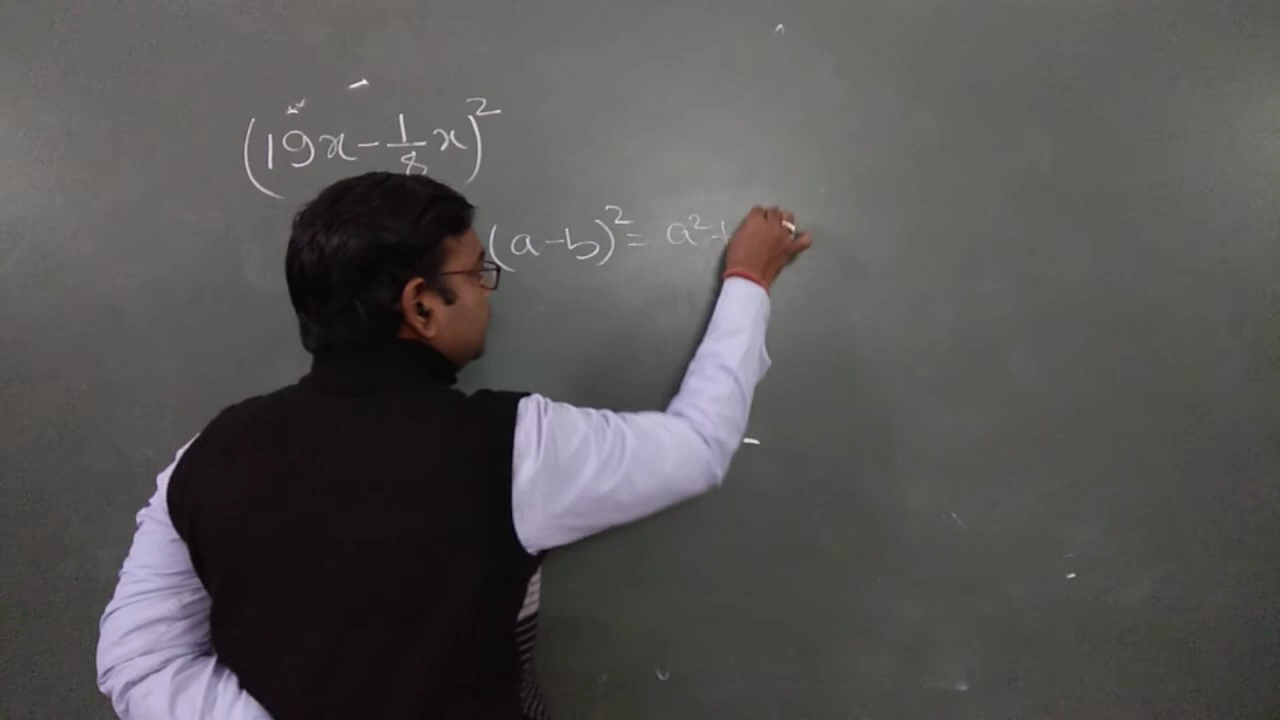 (19x - 1/8 x)²
(a-b)² = a² +